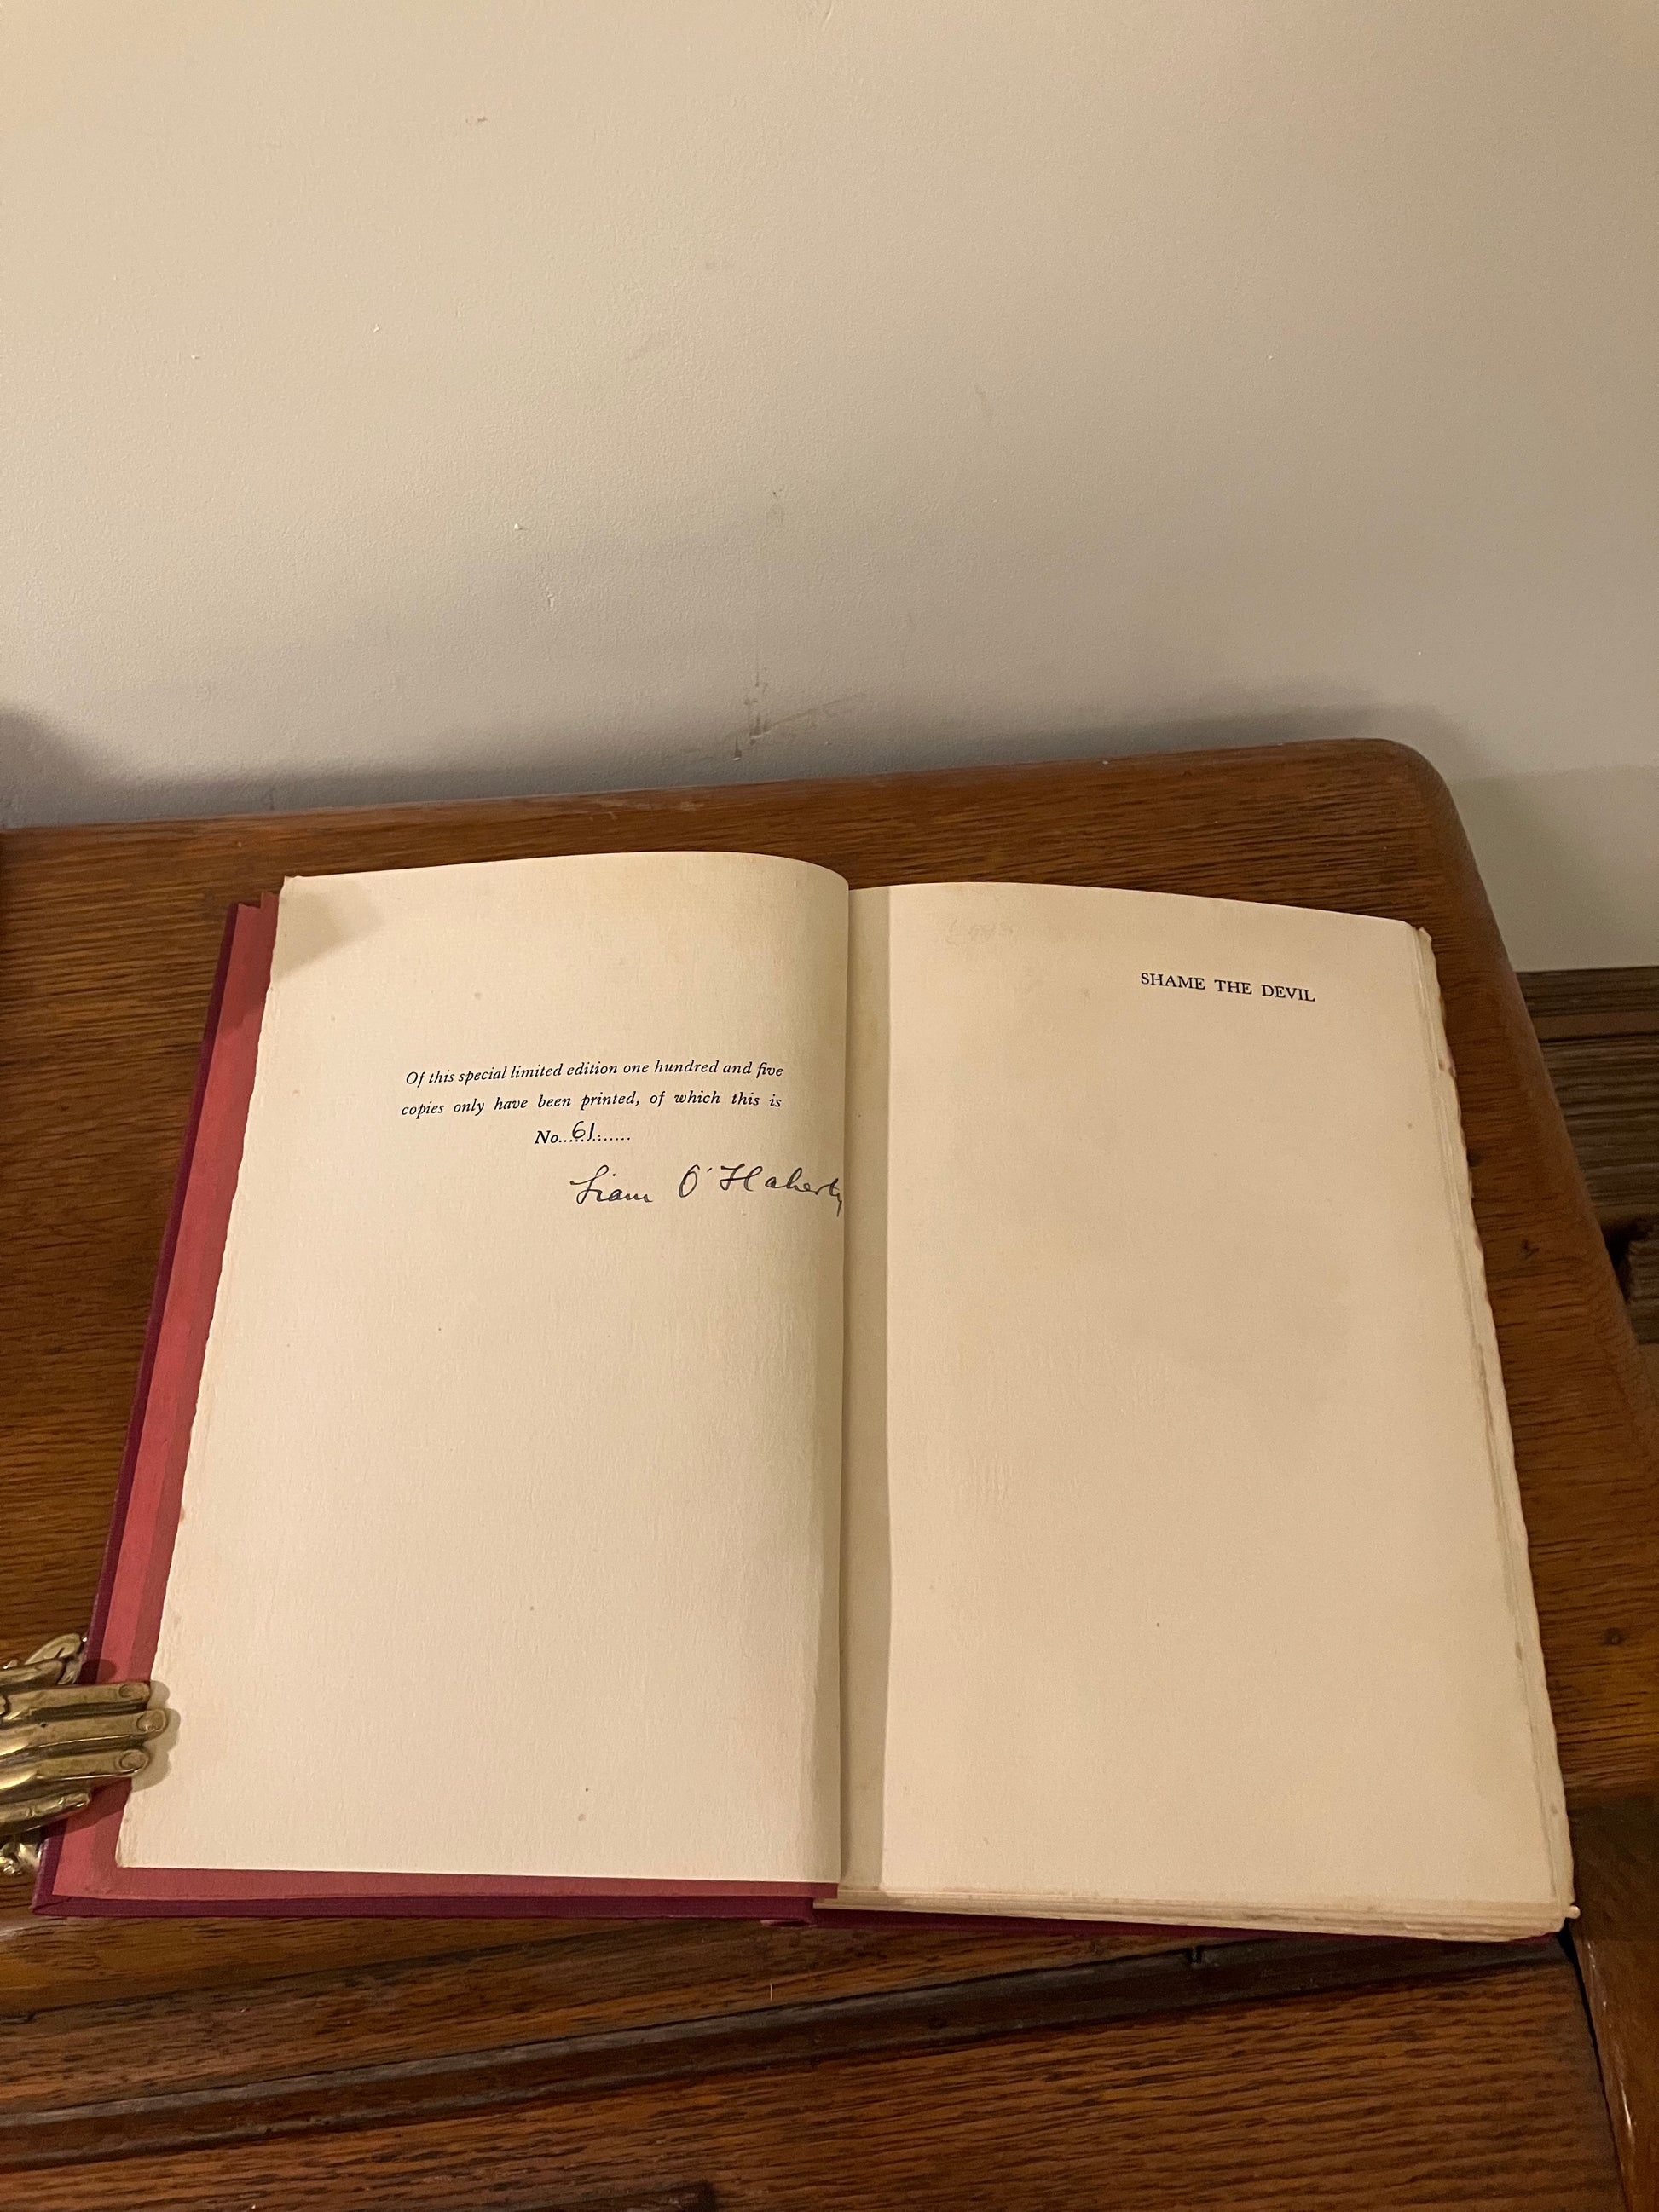 Of this special limited edition one hundred and five
copies only have been printed, of which this is
No...61.......
Liam O'Flaherty
SHAME THE DEVIL